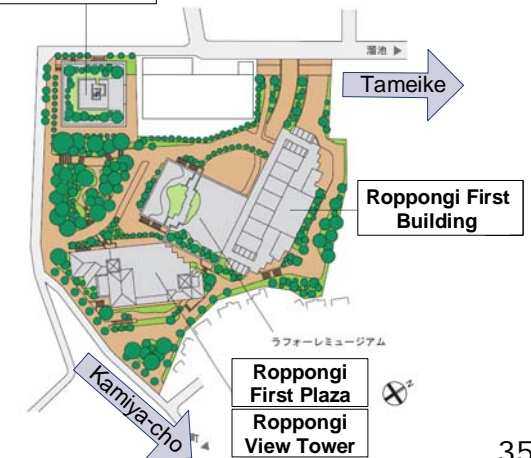 溜池 ▶
Tameike
Roppongi First
Building
ラフォーレミュージアム
Roppongi
First Plaza
Roppongi
View Tower
N
Kamiya-cho
町
35